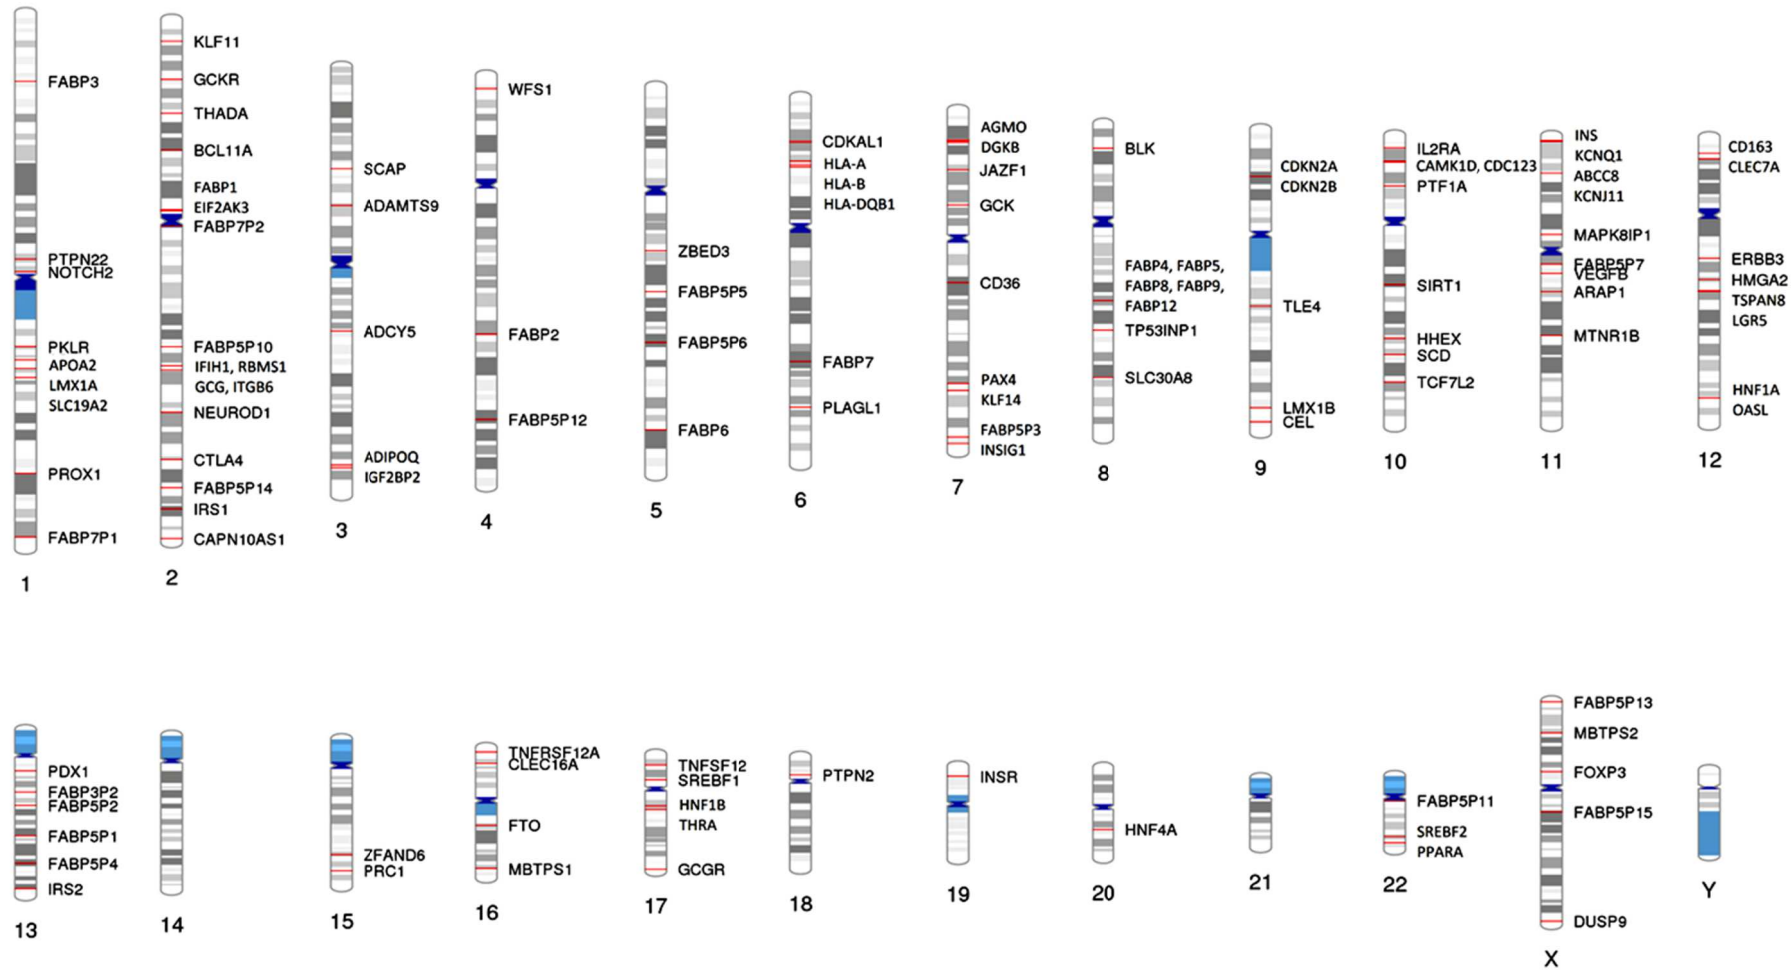 FABP3
PTPN22
NOTCH2
PKLR
APOA2
LMX1A
SLC19A2
PROX1
FABP7P1
1
KLF11
GCKR
THADA
BCL11A
FABP1
EIF2AK3
FABP7P2
FABP5P10
IFIH1, RBMS1
GCG, ITGB6
NEUROD1
CTLA4
FABP5P14
IRS1
CAPN10AS1
2
SCAP
ADAMTS9
ADCY5
ADIPOQ
IGF2BP2
3
WFS1
FABP2
FABP5P12
4
ZBED3
FABP5P5
FABP5P6
FABP6
5
CDKAL1
HLA-A
HLA-B
HLA-DQB1
FABP7
PLAGL1
6
AGMO
DGKB
JAZF1
GCK
CD36
PAX4
KLF14
FABP5P3
INSIG1
7
BLK
FABP4, FABP5,
FABP8, FABP9,
FABP12
TP53INP1
SLC30A8
8
CDKN2A
CDKN2B
TLE4
LMX1B
CEL
9
IL2RA
CAMK1D, CDC123
PTF1A
SIRT1
HHEX
SCD
TCF7L2
10
INS
KCNQ1
ABCC8
KCNJ11
MAPK8IP1
FABP5P7
VEGFB
ARAP1
MTNR1B
11
CD163
CLEC7A
ERBB3
HMGA2
TSPAN8
LGR5
HNF1A
OASL
12
PDX1
FABP3P2
FABP5P2
FABP5P1
FABP5P4
IRS2
13
14
ZFAND6
PRC1
15
TNFRSF12A
CLEC16A
FTO
MBTPS1
16
TNFSF12
SREBF1
HNF1B
THRA
GCGR
17
PTPN2
18
INSR
19
HNF4A
20
21
FABP5P11
SREBF2
PPARA
22
FABP5P13
MBTPS2
FOXP3
FABP5P15
DUSP9
X
Y